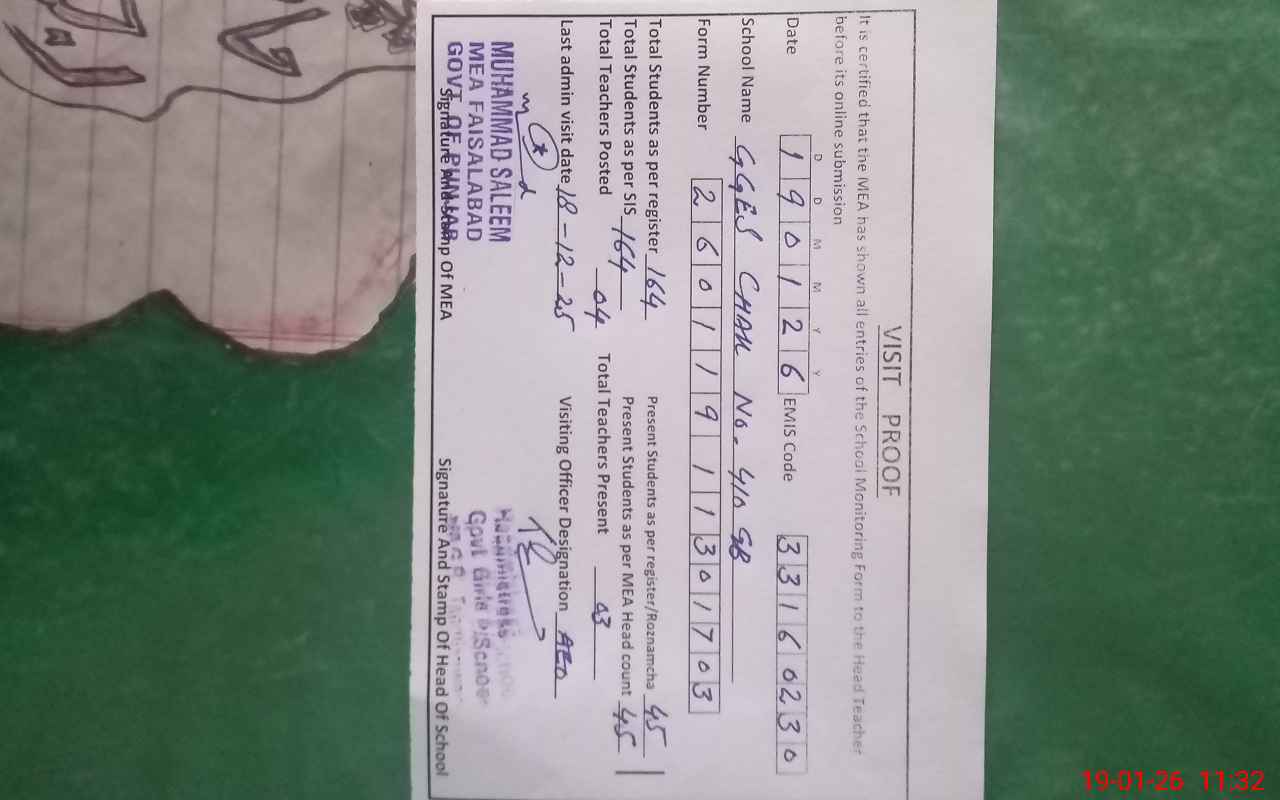 VISIT PROOF
It is certified that the MEA has shown all entries of the School Monitoring Form to the Head Teacher
before its online submission
D D M M Y Y
Date 1 9 0 1 2 6 EMIS Code 3 3 1 6 0 2 3 0
School Name GGES CHAK No. 410 GB
Form Number 2 6 0 1 1 9 1 1 3 0 1 7 0 3
Total Students as per register 164 Present Students as per register/Roznamcha 45
Total Students as per SIS 164 Present Students as per MEA Head count 45
Total Teachers Posted 04 Total Teachers Present 03
Last admin visit date 18-12-25 Visiting Officer Designation AEO
MUHAMMAD SALEEM
MEA FAISALABAD
GOVT OF PUNJAB
Headmistress
Govt Girls
Signature And Stamp Of MEA Signature And Stamp Of Head Of School
19-01-26 11:32